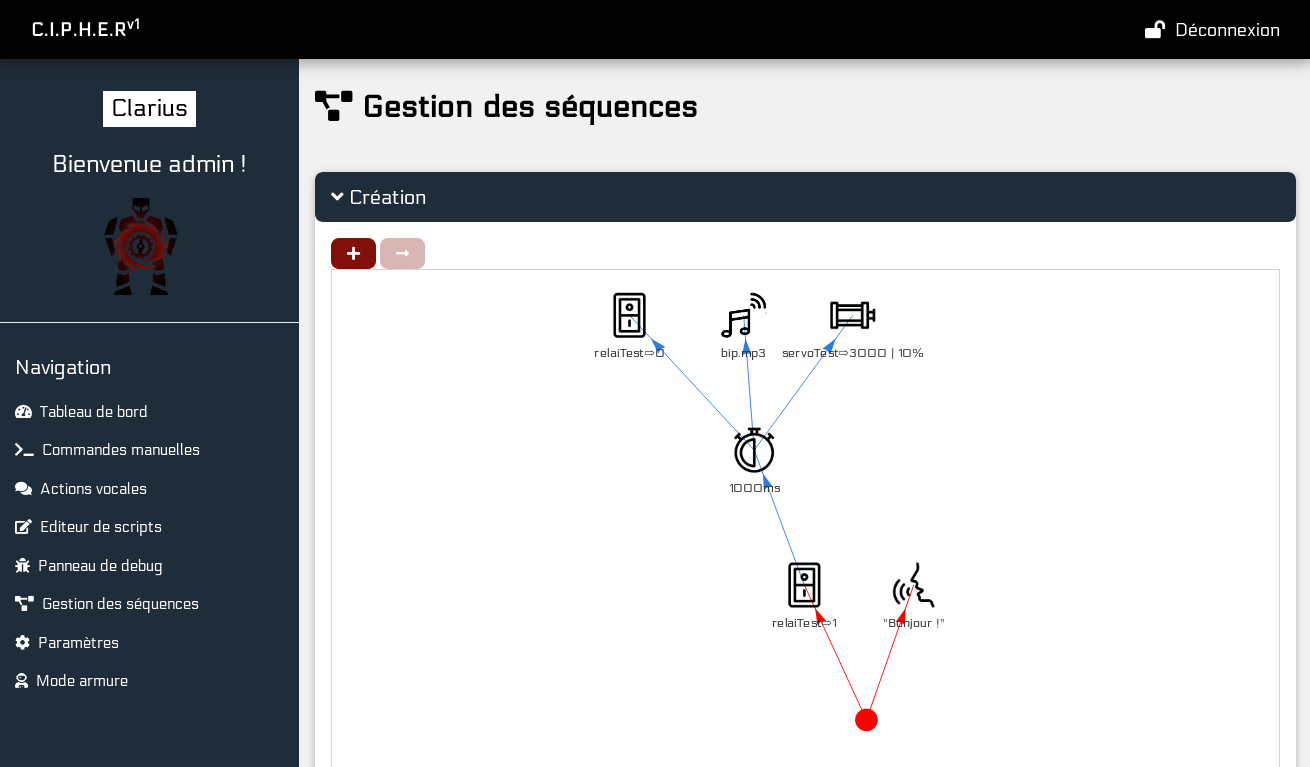 C.I.P.H.E.Rv1
Déconnexion
Clarius
Bienvenue admin !
Navigation
Tableau de bord
Commandes manuelles
Actions vocales
Editeur de scripts
Panneau de debug
Gestion des séquences
Paramètres
Mode armure
Gestion des séquences
Création
relaiTest⇨0
bip.mp3
servoTest⇨3000 | 10%
1000ms
relaiTest⇨1
"Bonjour !"